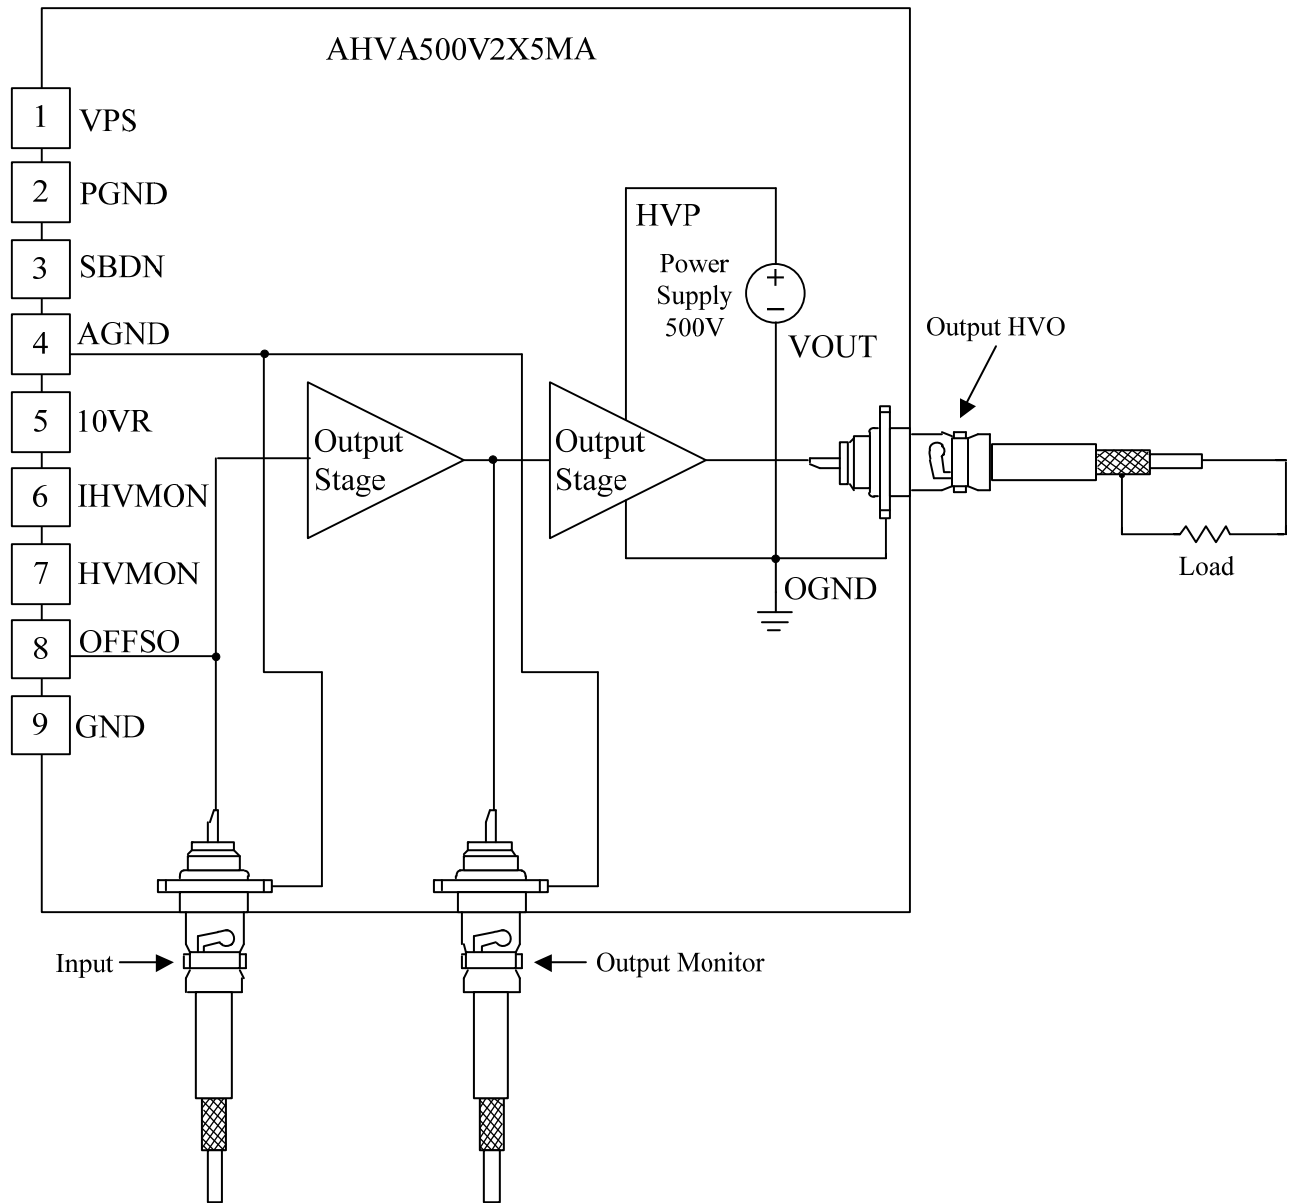 AHVA500V2X5MA
1 VPS
2 PGND
3 SBDN
4 AGND
5 10VR
6 IHVMON
7 HVMON
8 OFFSO
9 GND
HVP
Power
Supply
500V
VOUT
Output HVO
Output
Stage
Output
Stage
OGND
Load
Input
Output Monitor